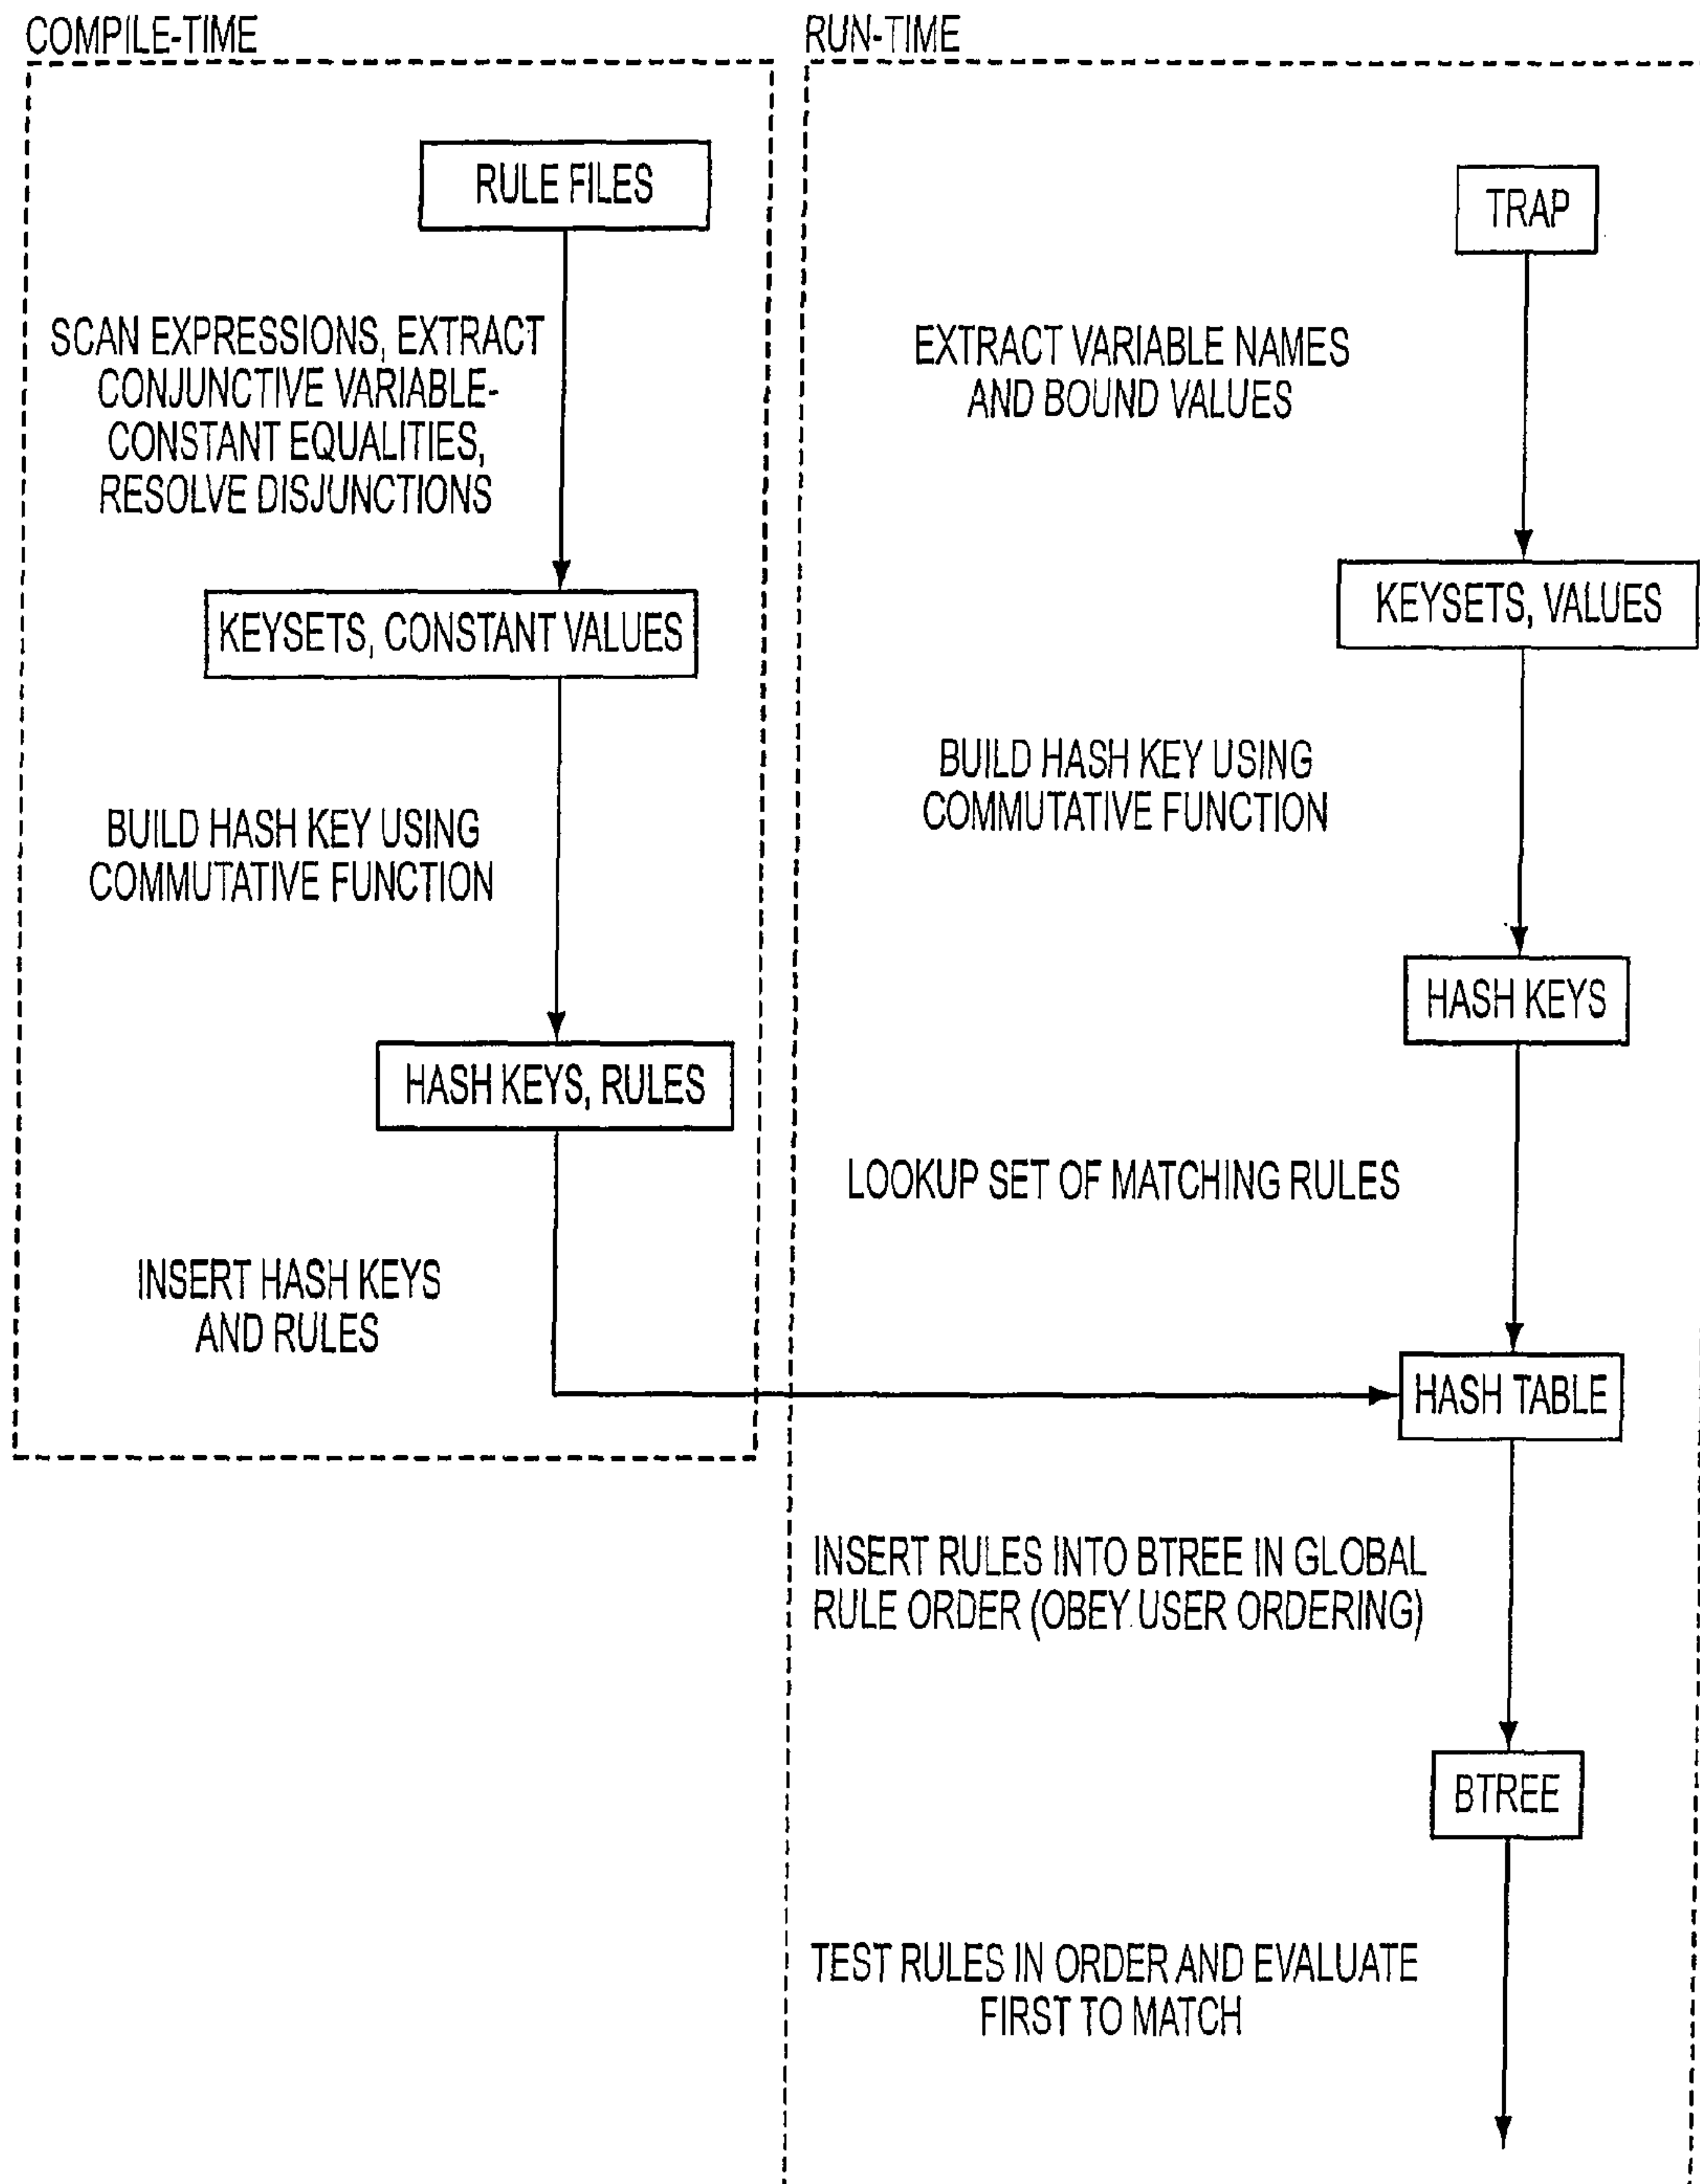 COMPILE-TIME
RULE FILES
SCAN EXPRESSIONS, EXTRACT
CONJUNCTIVE VARIABLE-
CONSTANT EQUALITIES,
RESOLVE DISJUNCTIONS
KEYSETS, CONSTANT VALUES
BUILD HASH KEY USING
COMMUTATIVE FUNCTION
HASH KEYS, RULES
INSERT HASH KEYS
AND RULES
RUN-TIME
TRAP
EXTRACT VARIABLE NAMES
AND BOUND VALUES
KEYSETS, VALUES
BUILD HASH KEY USING
COMMUTATIVE FUNCTION
HASH KEYS
LOOKUP SET OF MATCHING RULES
HASH TABLE
INSERT RULES INTO BTREE IN GLOBAL
RULE ORDER (OBEY USER ORDERING)
BTREE
TEST RULES IN ORDER AND EVALUATE
FIRST TO MATCH